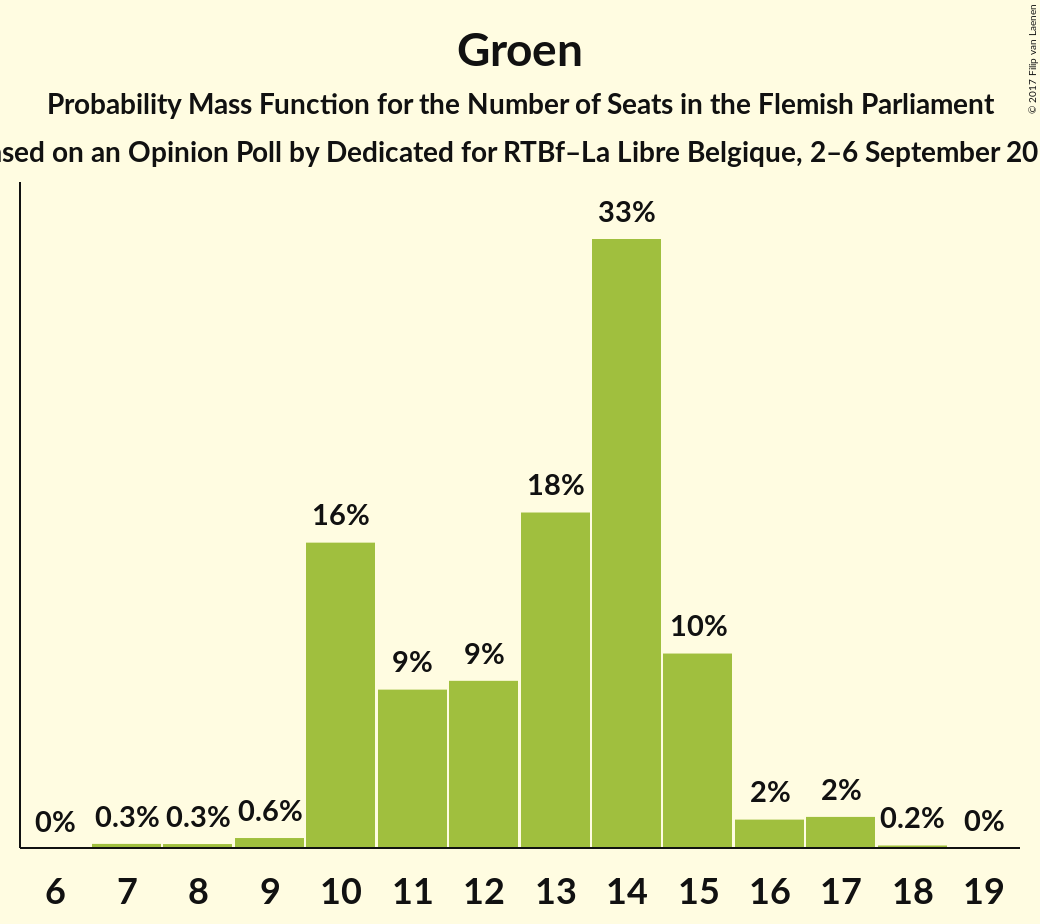 Groen
Probability Mass Function for the Number of Seats in the Flemish Parliament
on an Opinion Poll by Dedicated for RTBf–La Libre Belgique, 2–6 September
© 2017 Filip van Laenen
33%
18%
16%
10%
9%
9%
2%
2%
0.6%
0.3%
0.3%
0.2%
0%
0%
6 7 8 9 10 11 12 13 14 15 16 17 18 19